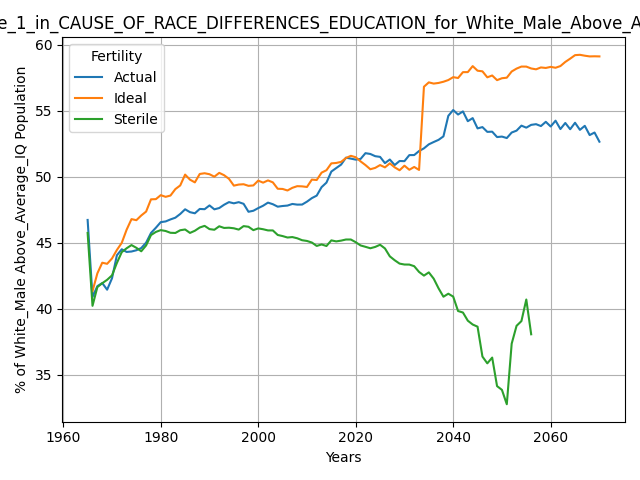 e_1_in_CAUSE_OF_RACE_DIFFERENCES_EDUCATION_for_White_Male_Above_A
Fertility
Actual
Ideal
Sterile
% of White_Male Above_Average_IQ Population
60
55
50
45
40
35
1960
1980
2000
2020
2040
2060
Years